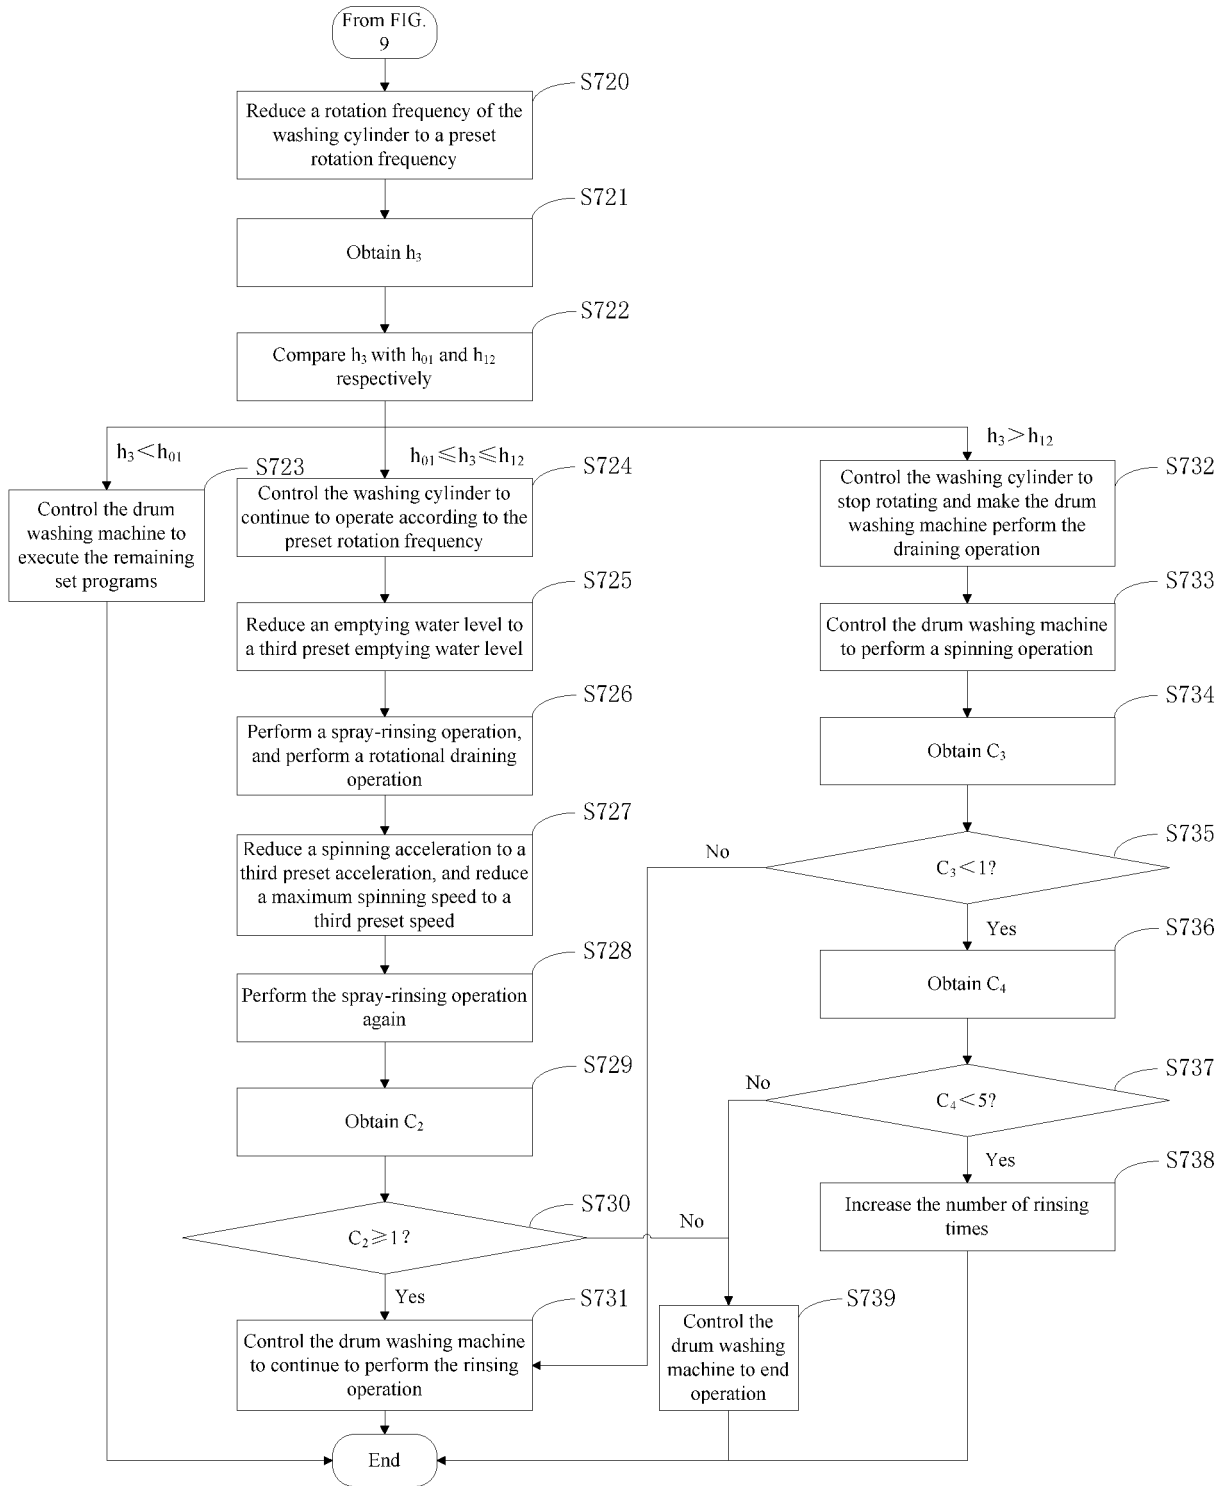 From FIG.
9
S720
Reduce a rotation frequency of the
washing cylinder to a preset
rotation frequency
S721
Obtain h₃
S722
Compare h₃ with h₀₁ and h₁₂
respectively
h₃<h₀₁
S723
Control the drum
washing machine to
execute the remaining
set programs
h₀₁≤h₃≤h₁₂
S724
Control the washing cylinder to
continue to operate according to the
preset rotation frequency
S725
Reduce an emptying water level to
a third preset emptying water level
S726
Perform a spray-rinsing operation,
and perform a rotational draining
operation
S727
Reduce a spinning acceleration to a
third preset acceleration, and reduce
a maximum spinning speed to a
third preset speed
S728
Perform the spray-rinsing operation
again
S729
Obtain C₂
S730
C₂≥1?
No
Yes
S731
Control the drum washing machine
to continue to perform the rinsing
operation
h₃>h₁₂
S732
Control the washing cylinder to
stop rotating and make the drum
washing machine perform the
draining operation
S733
Control the drum washing machine
to perform a spinning operation
S734
Obtain C₃
S735
C₃<1?
No
Yes
S736
Obtain C₄
S737
C₄<5?
No
Yes
S738
Increase the number of rinsing
times
S739
Control the
drum washing
machine to end
operation
End